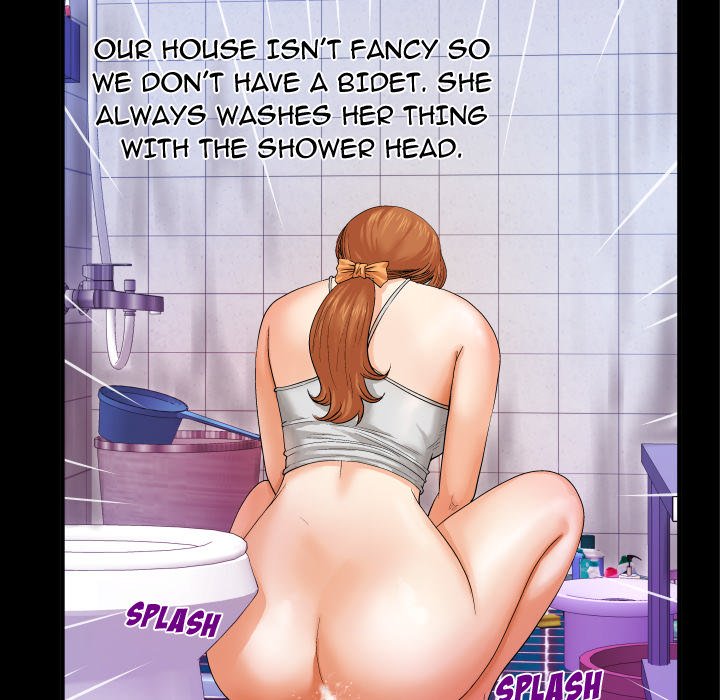 OUR HOUSE ISN'T FANCY SO
WE DON'T HAVE A BIDET. SHE
ALWAYS WASHES HER THING
WITH THE SHOWER HEAD.
SPLASH
SPLASH